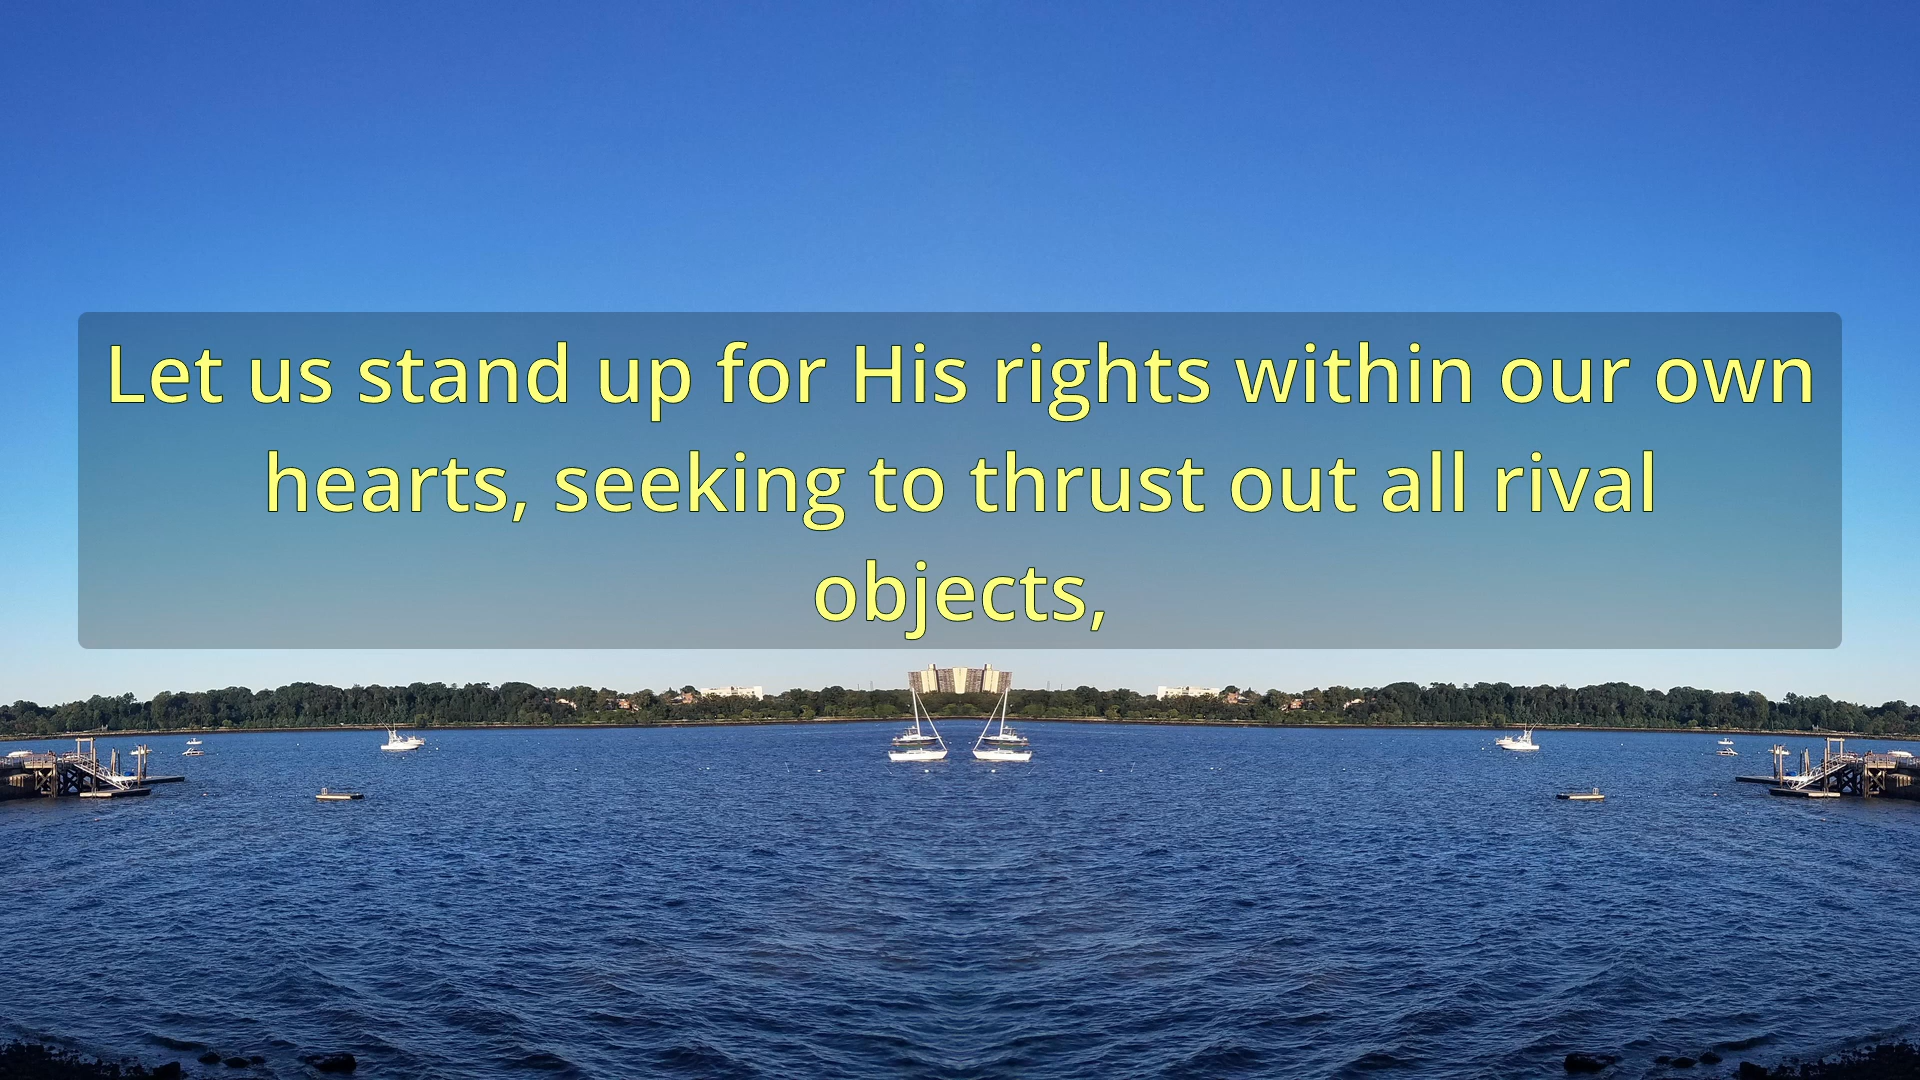 Let us stand up for His rights within our own
hearts, seeking to thrust out all rival
objects,